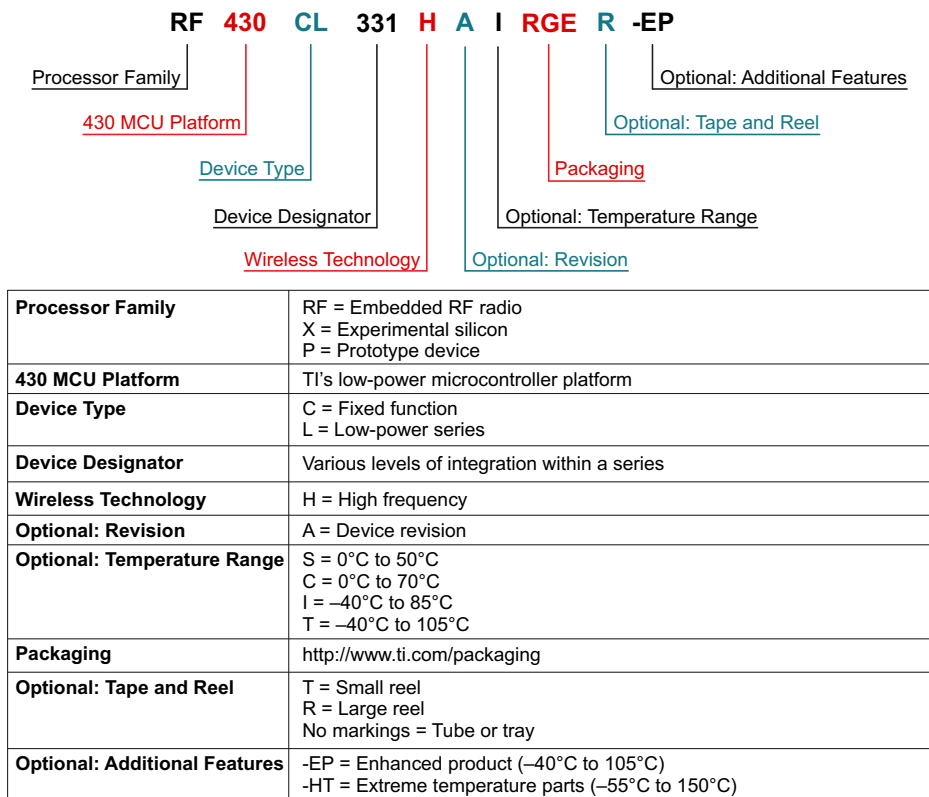 RF 430 CL 331 H A I RGE R -EP
Processor Family
Optional: Additional Features
430 MCU Platform
Optional: Tape and Reel
Device Type
Packaging
Device Designator
Optional: Temperature Range
Wireless Technology
Optional: Revision
Processor Family
RF = Embedded RF radio
X = Experimental silicon
P = Prototype device
430 MCU Platform
TI’s low-power microcontroller platform
Device Type
C = Fixed function
L = Low-power series
Device Designator
Various levels of integration within a series
Wireless Technology
H = High frequency
Optional: Revision
A = Device revision
Optional: Temperature Range
S = 0°C to 50°C
C = 0°C to 70°C
I = –40°C to 85°C
T = –40°C to 105°C
Packaging
http://www.ti.com/packaging
Optional: Tape and Reel
T = Small reel
R = Large reel
No markings = Tube or tray
Optional: Additional Features
-EP = Enhanced product (–40°C to 105°C)
-HT = Extreme temperature parts (–55°C to 150°C)